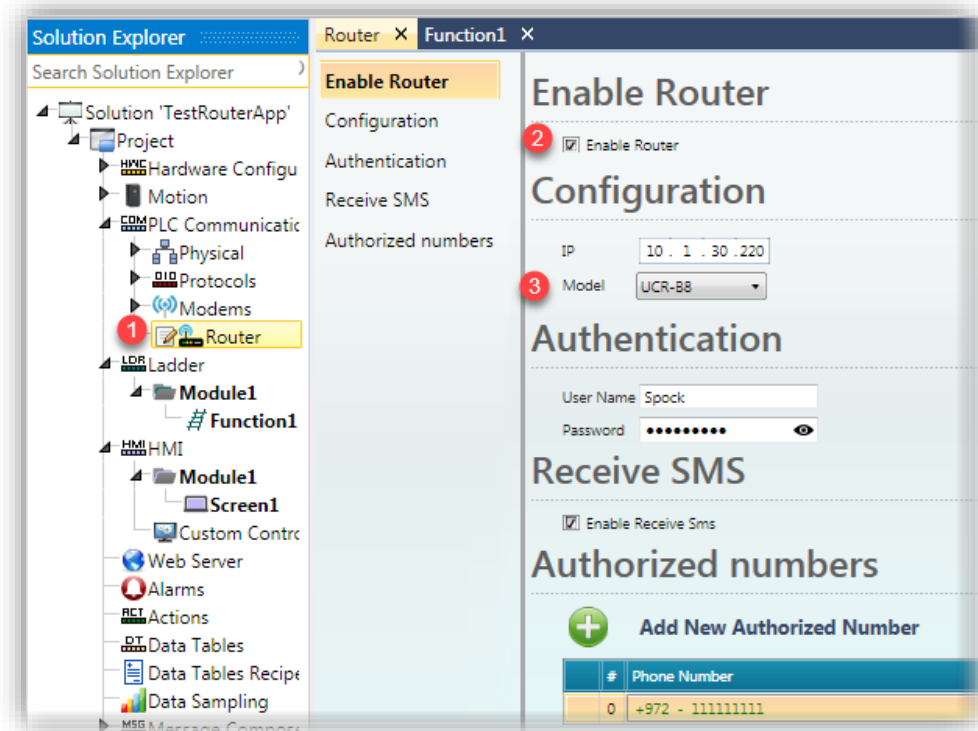 Solution Explorer
Search Solution Explorer
Solution 'TestRouterApp'
Project
HWC Hardware Configu
Motion
COM PLC Communicatic
Physical
Protocols
Modems
1 Router
LDR Ladder
Module1
Function1
HMI HMI
Module1
Screen1
Custom Contro
Web Server
Alarms
ACT Actions
DT Data Tables
Data Tables Recipe
Data Sampling
MSG Message Compose
Router X Function1 X
Enable Router
Configuration
Authentication
Receive SMS
Authorized numbers
Enable Router
2 Enable Router
Configuration
IP 10 . 1 . 30 .220
3 Model UCR-B8
Authentication
User Name Spock
Password •••••••••
Receive SMS
Enable Receive Sms
Authorized numbers
Add New Authorized Number
# Phone Number
0 +972 - 111111111